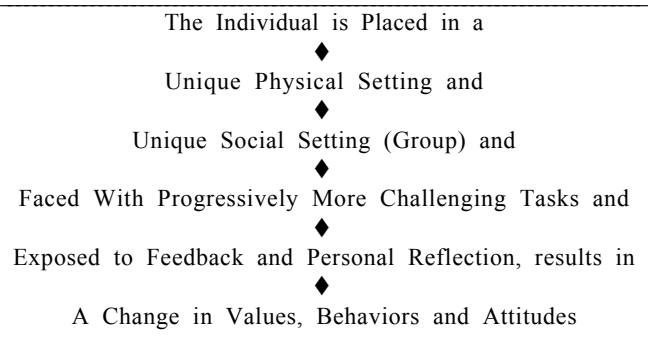 The Individual is Placed in a
♦
Unique Physical Setting and
♦
Unique Social Setting (Group) and
♦
Faced With Progressively More Challenging Tasks and
♦
Exposed to Feedback and Personal Reflection, results in
♦
A Change in Values, Behaviors and Attitudes